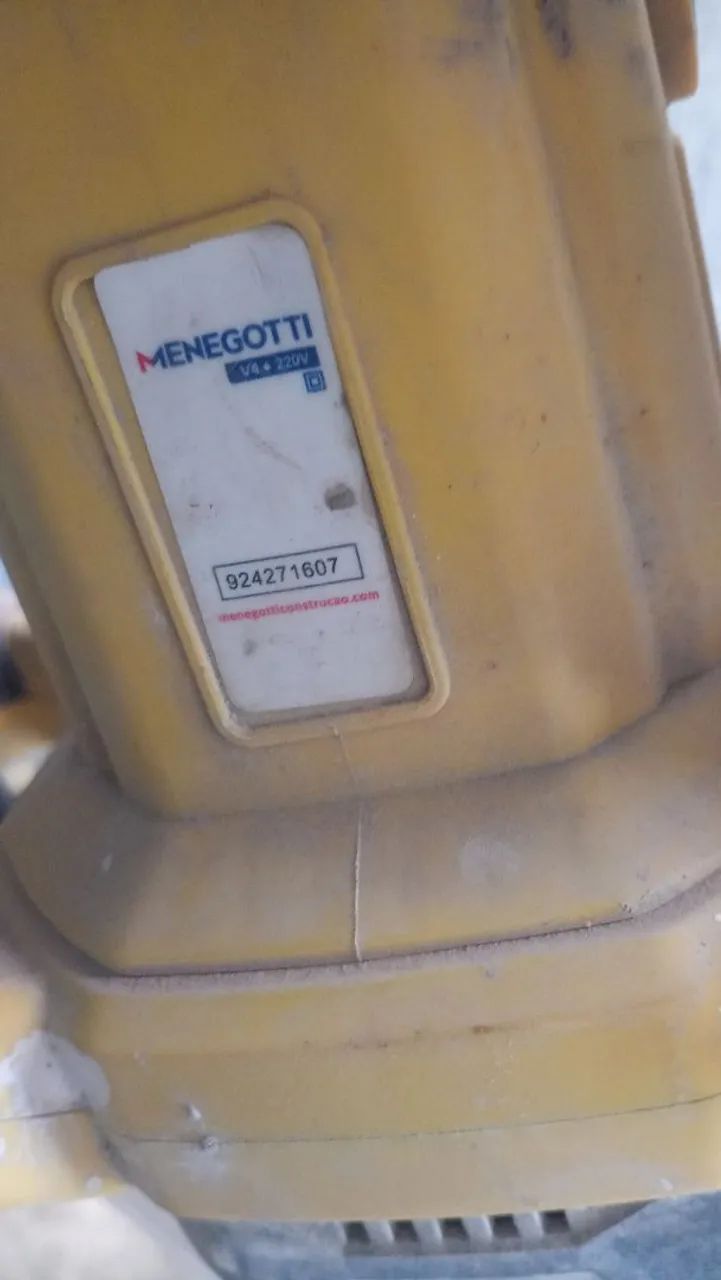 MENEGOTTI
V4 + 220V
924271607
menegotticonstrucao.com